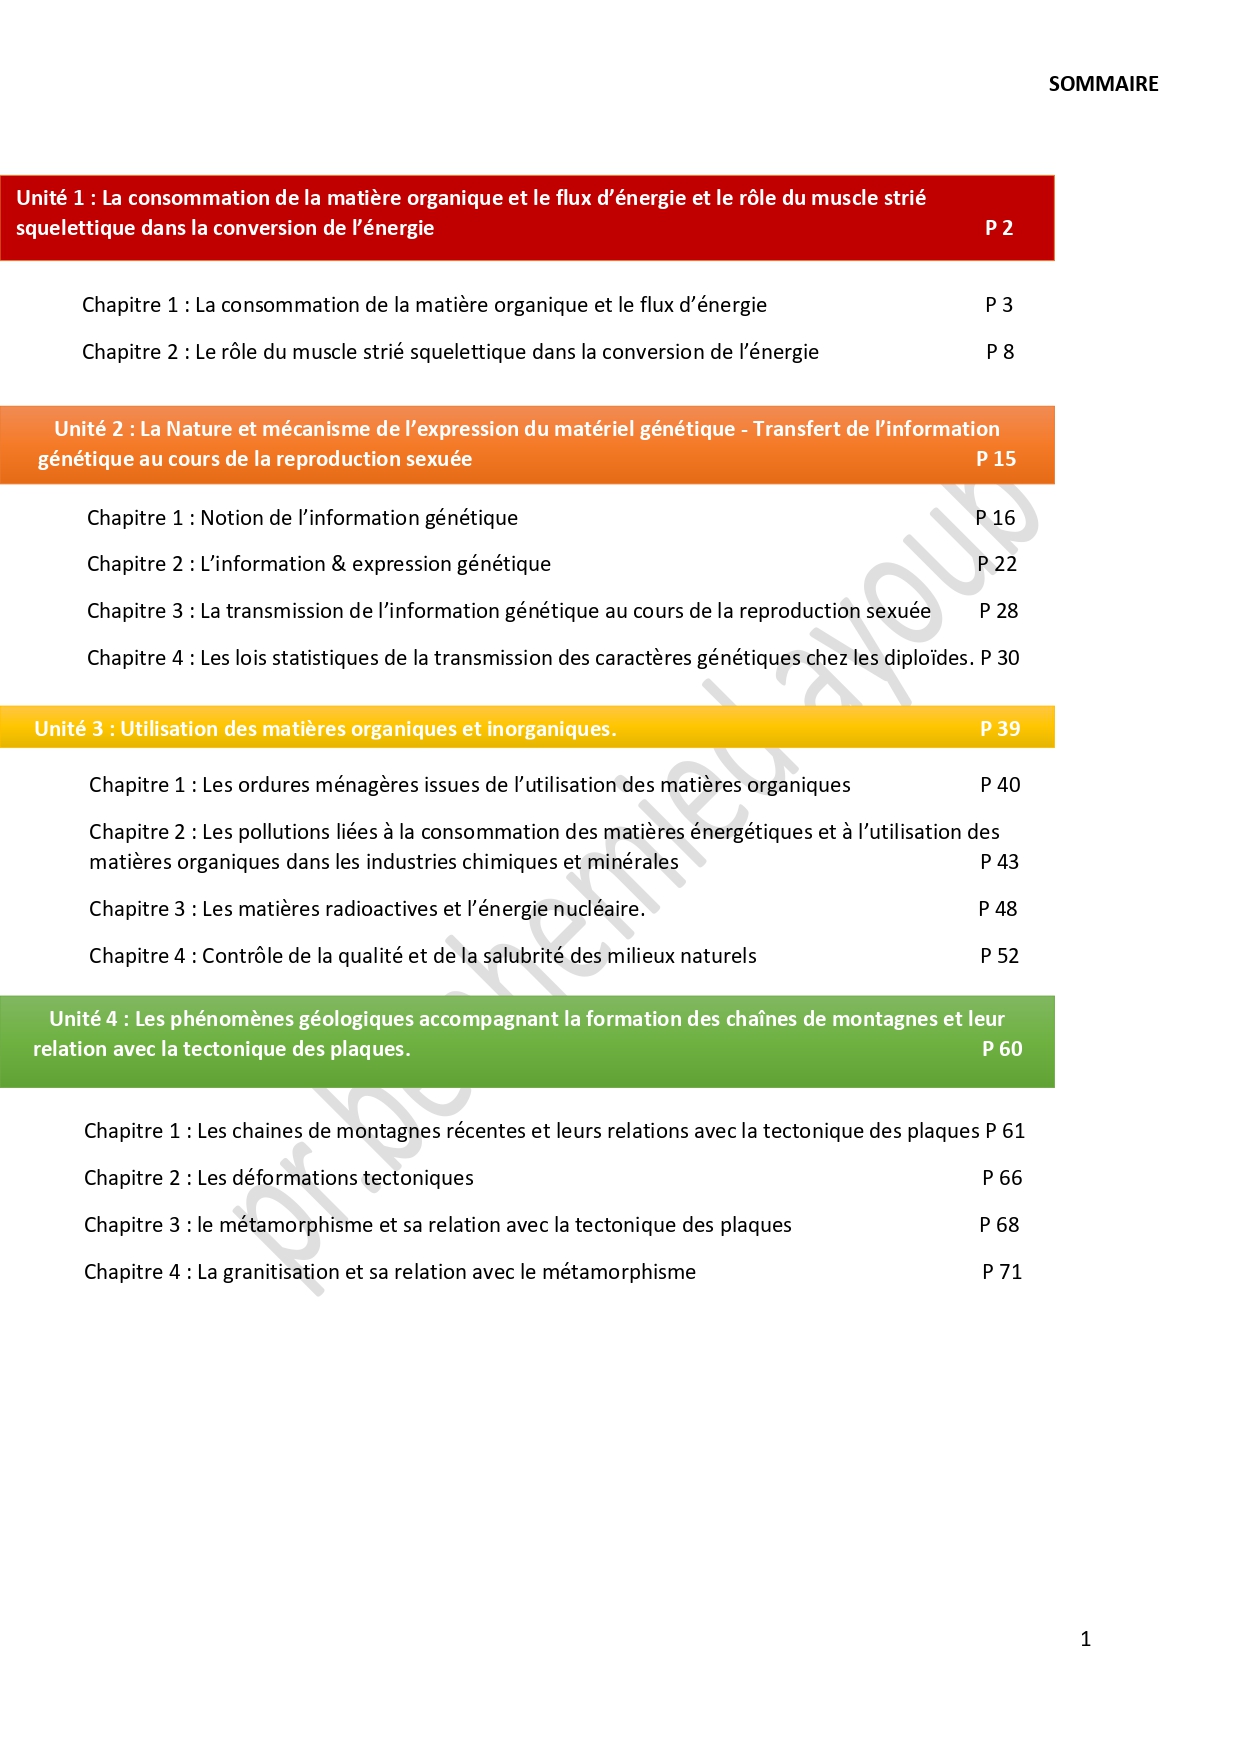 SOMMAIRE
Unité 1 : La consommation de la matière organique et le flux d’énergie et le rôle du muscle strié
squelettique dans la conversion de l’énergie P 2
Chapitre 1 : La consommation de la matière organique et le flux d’énergie P 3
Chapitre 2 : Le rôle du muscle strié squelettique dans la conversion de l’énergie P 8
Unité 2 : La Nature et mécanisme de l’expression du matériel génétique - Transfert de l’information
génétique au cours de la reproduction sexuée P 15
Chapitre 1 : Notion de l’information génétique P 16
Chapitre 2 : L’information & expression génétique P 22
Chapitre 3 : La transmission de l’information génétique au cours de la reproduction sexuée P 28
Chapitre 4 : Les lois statistiques de la transmission des caractères génétiques chez les diploïdes. P 30
Unité 3 : Utilisation des matières organiques et inorganiques. P 39
Chapitre 1 : Les ordures ménagères issues de l’utilisation des matières organiques P 40
Chapitre 2 : Les pollutions liées à la consommation des matières énergétiques et à l’utilisation des
matières organiques dans les industries chimiques et minérales P 43
Chapitre 3 : Les matières radioactives et l’énergie nucléaire. P 48
Chapitre 4 : Contrôle de la qualité et de la salubrité des milieux naturels P 52
Unité 4 : Les phénomènes géologiques accompagnant la formation des chaînes de montagnes et leur
relation avec la tectonique des plaques. P 60
Chapitre 1 : Les chaines de montagnes récentes et leurs relations avec la tectonique des plaques P 61
Chapitre 2 : Les déformations tectoniques P 66
Chapitre 3 : le métamorphisme et sa relation avec la tectonique des plaques P 68
Chapitre 4 : La granitisation et sa relation avec le métamorphisme P 71
pr ayoub
1